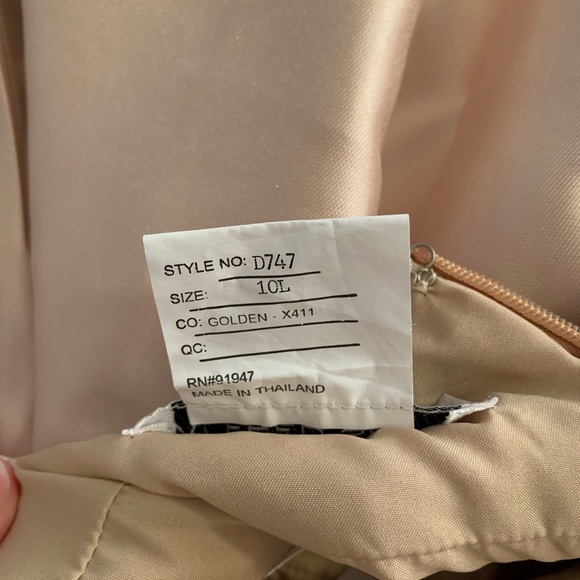 STYLE NO: D747
SIZE: 10L
CO: GOLDEN - X411
QC:
RN#91947
MADE IN THAILAND